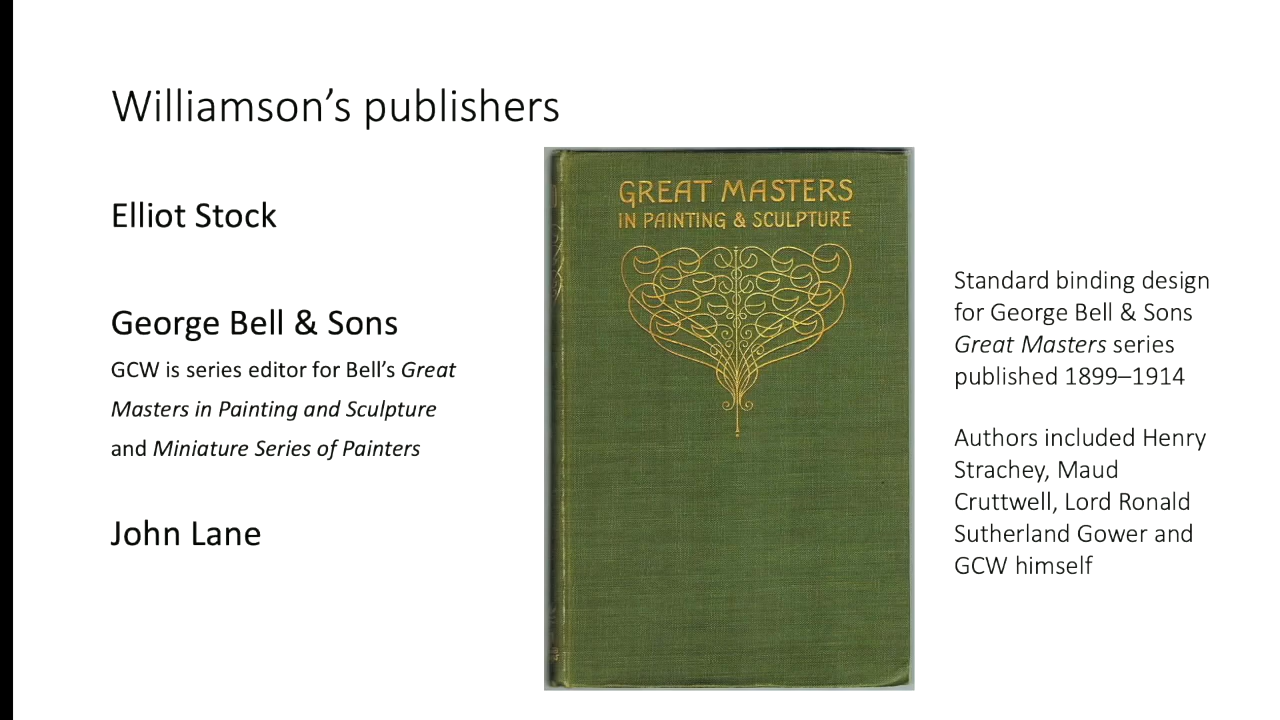 Williamson’s publishers
Elliot Stock
George Bell & Sons
GCW is series editor for Bell’s Great
Masters in Painting and Sculpture
and Miniature Series of Painters
John Lane
GREAT MASTERS
IN PAINTING & SCULPTURE
Standard binding design
for George Bell & Sons
Great Masters series
published 1899–1914
Authors included Henry
Strachey, Maud
Cruttwell, Lord Ronald
Sutherland Gower and
GCW himself